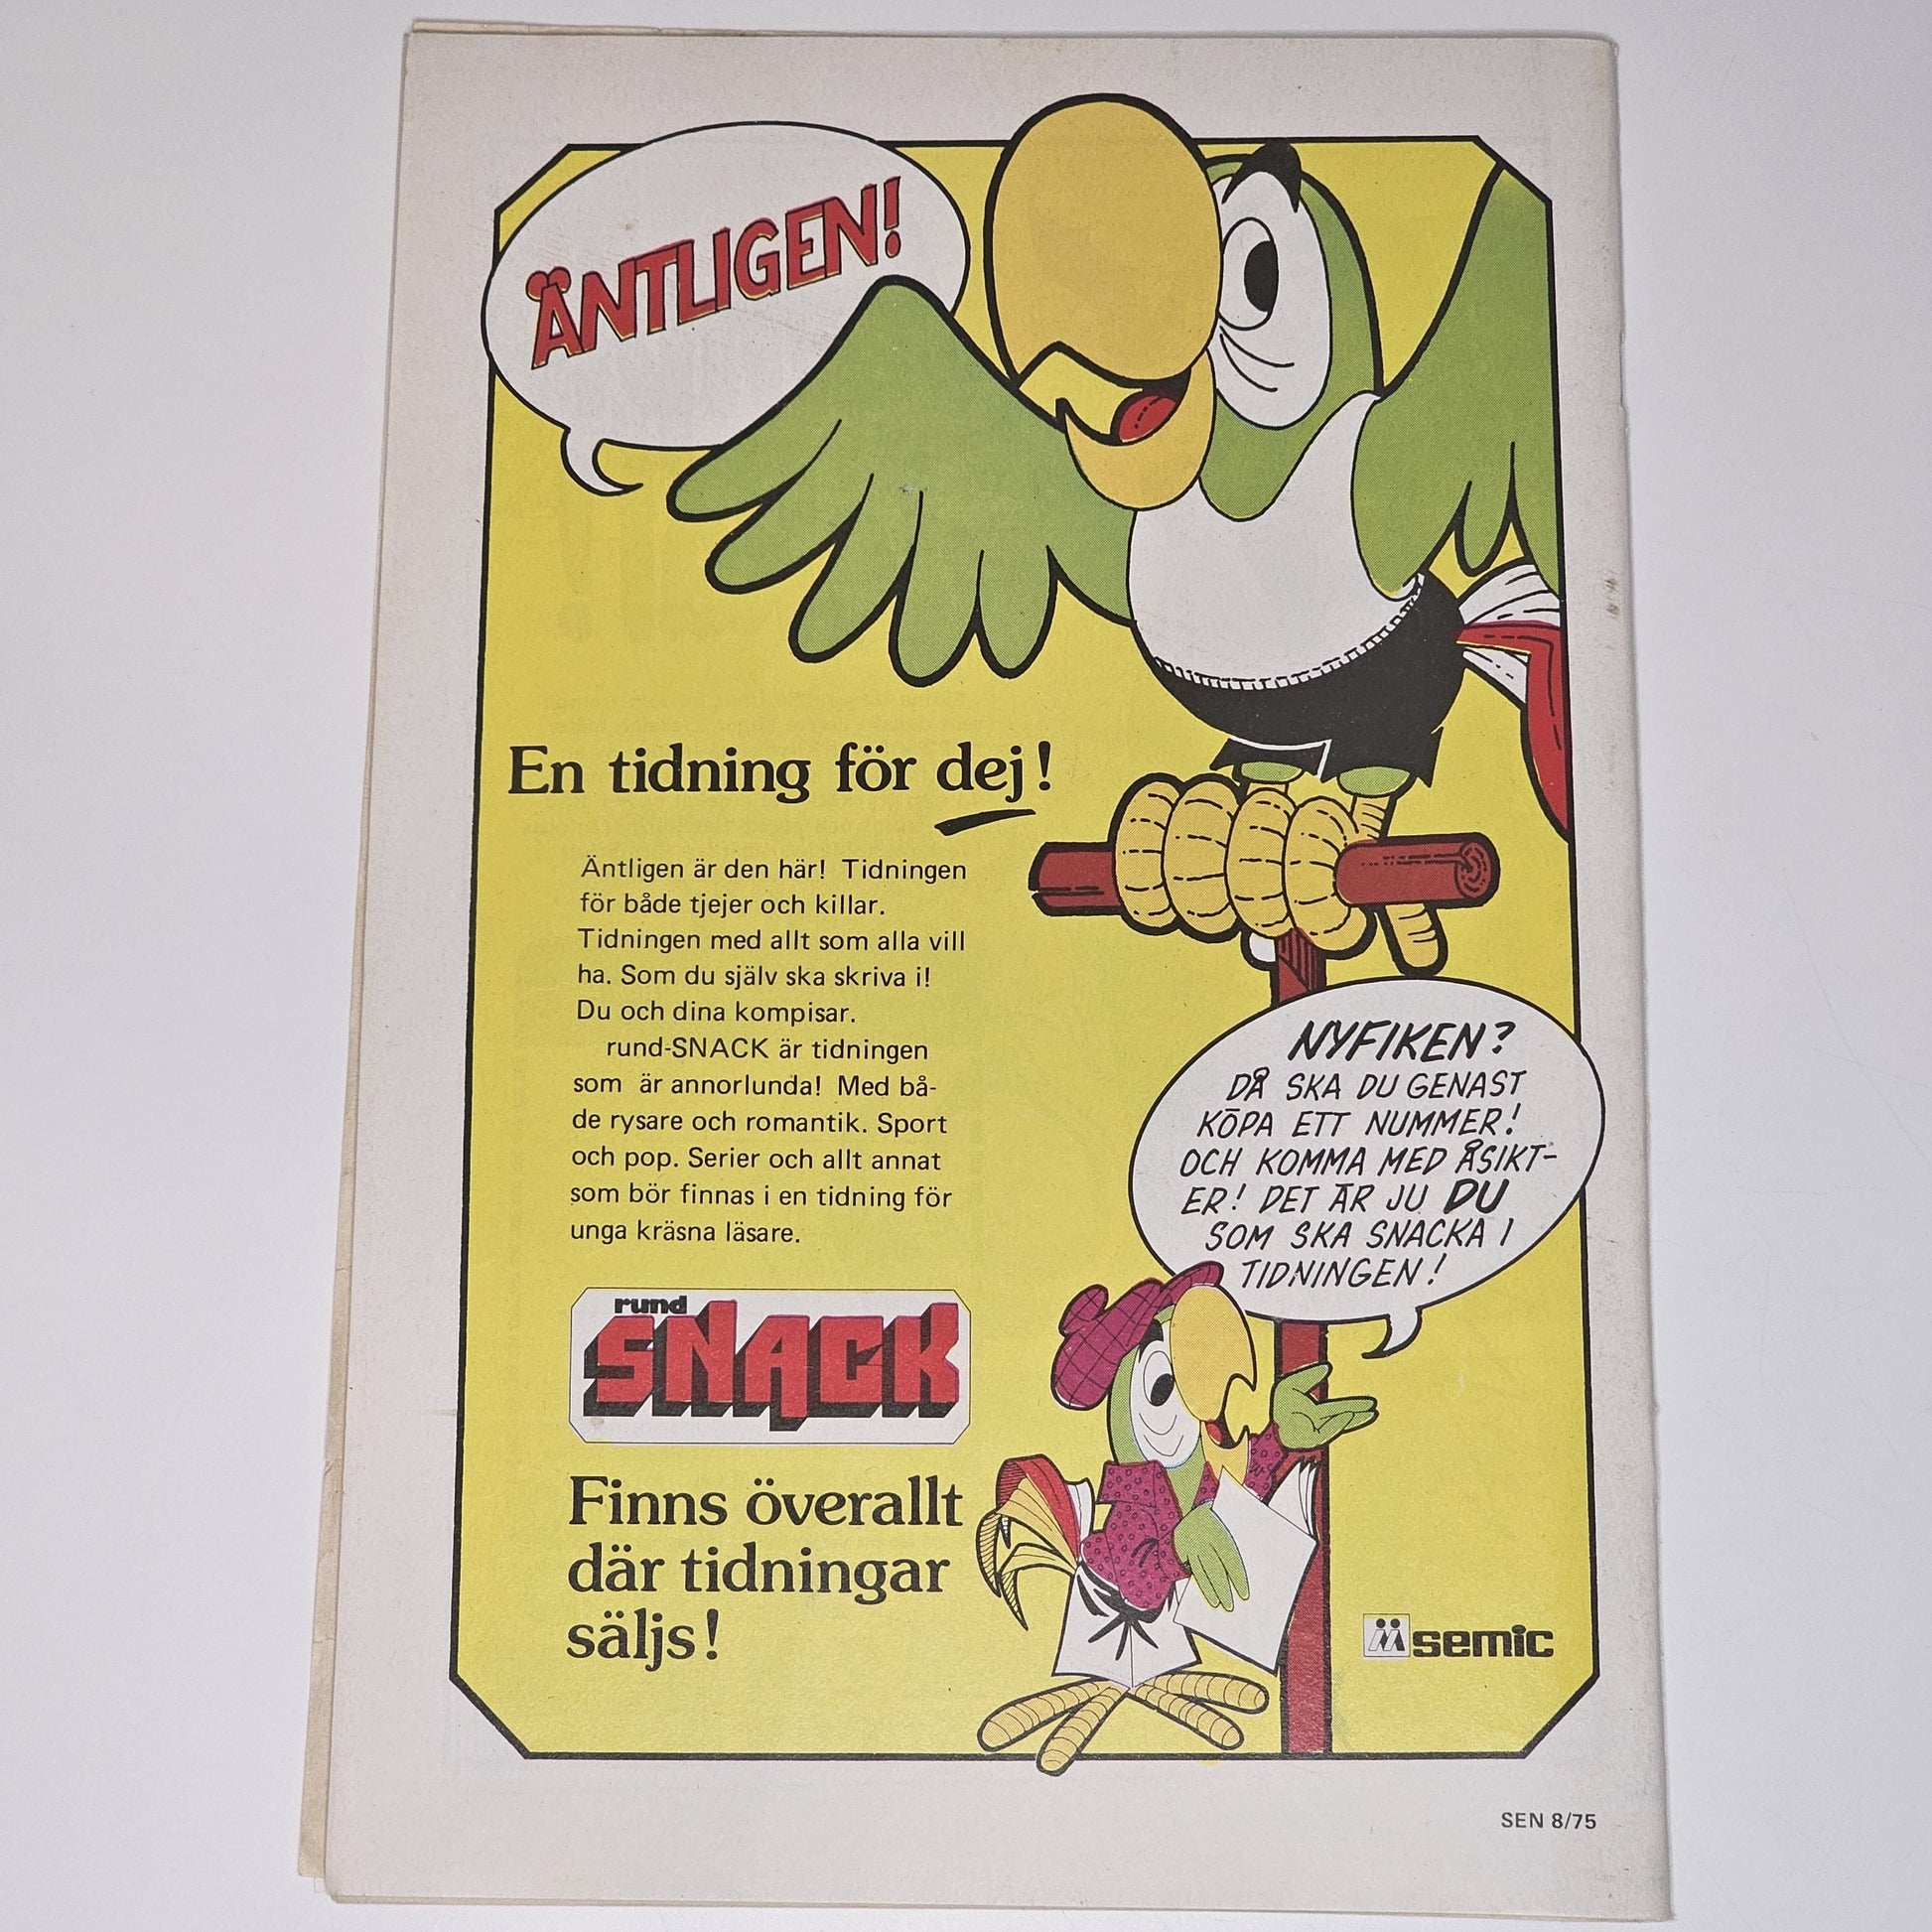 ÄNTLIGEN!
En tidning för dej!
Äntligen är den här! Tidningen
för både tjejer och killar.
Tidningen med allt som alla vill
ha. Som du själv ska skriva i!
Du och dina kompisar.
rund-SNACK är tidningen
som är annorlunda! Med bå-
de rysare och romantik. Sport
och pop. Serier och allt annat
som bör finnas i en tidning för
unga kräsna läsare.
NYFIKEN?
DÅ SKA DU GENAST
KÖPA ETT NUMMER!
OCH KOMMA MED ÅSIKT-
ER! DET ÄR JU DU
SOM SKA SNACKA I
TIDNINGEN!
rund
SNACK
Finns överallt
där tidningar
säljs!
semic
SEN 8/75